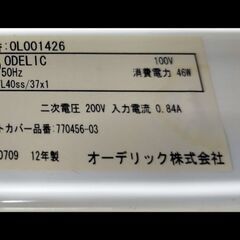 :OL001426
ODELIC 100V
50Hz 消費電力 46W
L40ss/37x1
二次電圧 200V 入力電流 0.84A
トカバー品番:770456-03
0709 12年製 オーデリック株式会社